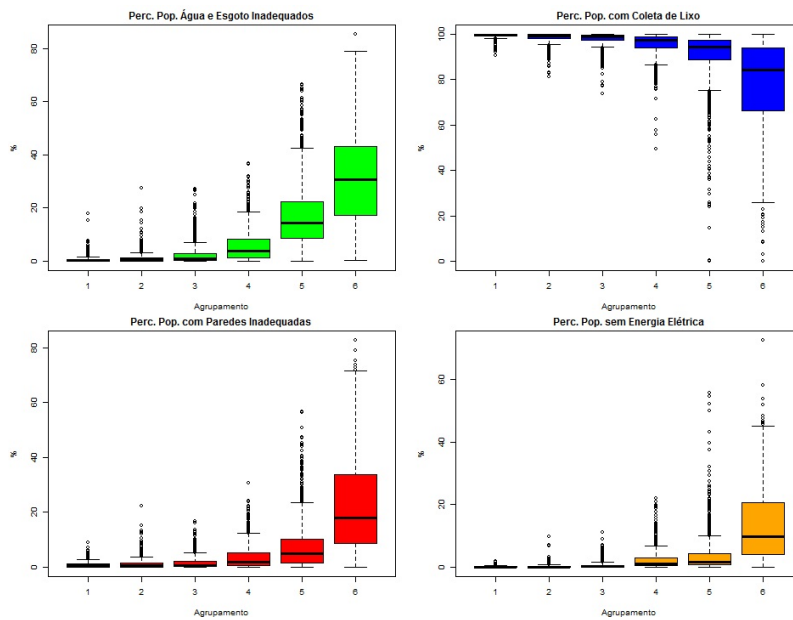 Perc. Pop. Água e Esgoto Inadequados
%
0 20 40 60 80
1 2 3 4 5 6
Agrupamento
Perc. Pop. com Coleta de Lixo
%
0 20 40 60 80 100
1 2 3 4 5 6
Agrupamento
Perc. Pop. com Paredes Inadequadas
%
0 20 40 60 80
1 2 3 4 5 6
Agrupamento
Perc. Pop. sem Energia Elétrica
%
0 20 40 60
1 2 3 4 5 6
Agrupamento